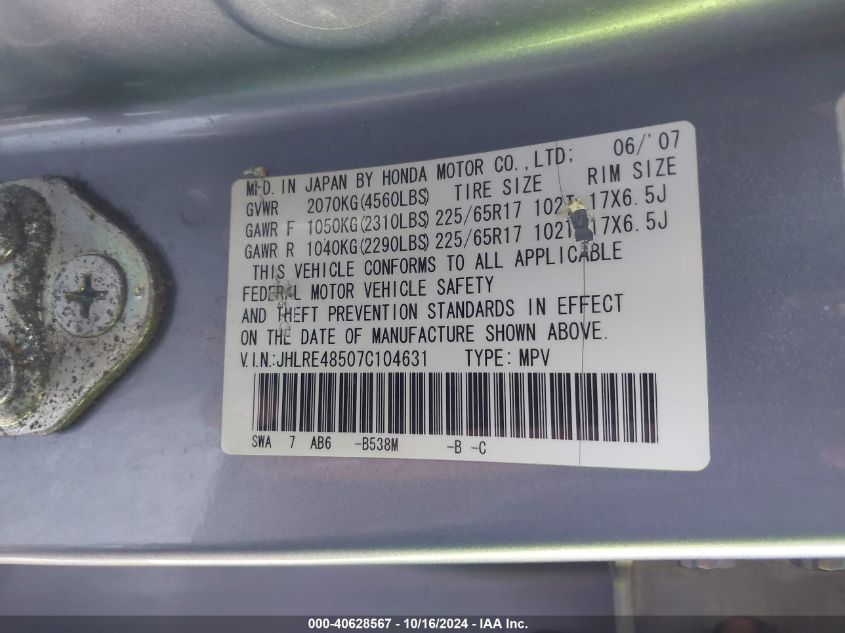 MFD. IN JAPAN BY HONDA MOTOR CO.,LTD; 06/'07
GVWR 2070KG(4560LBS) TIRE SIZE RIM SIZE
GAWR F 1050KG(2310LBS) 225/65R17 102T 17X6.5J
GAWR R 1040KG(2290LBS) 225/65R17 102T 17X6.5J
THIS VEHICLE CONFORMS TO ALL APPLICABLE
FEDERAL MOTOR VEHICLE SAFETY
AND THEFT PREVENTION STANDARDS IN EFFECT
ON THE DATE OF MANUFACTURE SHOWN ABOVE.
V.I.N.:JHLRE48507C104631 TYPE: MPV
SWA 7 AB6 -B538M -B -C
000-40628567 - 10/16/2024 - IAA Inc.